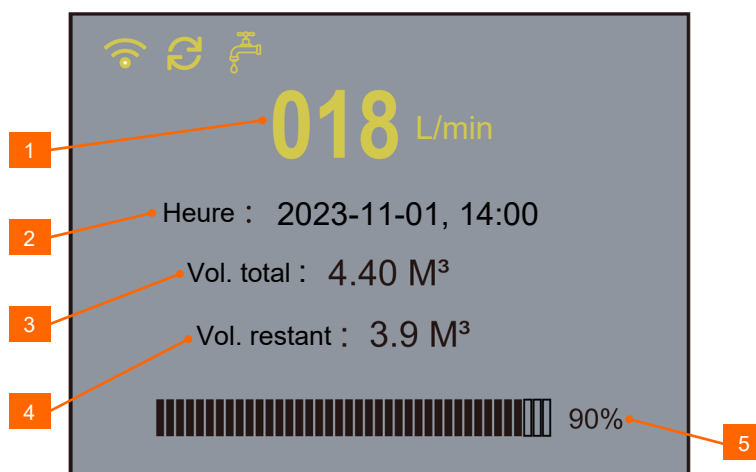 018 L/min
1
Heure : 2023-11-01, 14:00
2
Vol. total : 4.40 M³
3
Vol. restant : 3.9 M³
4
90%
5